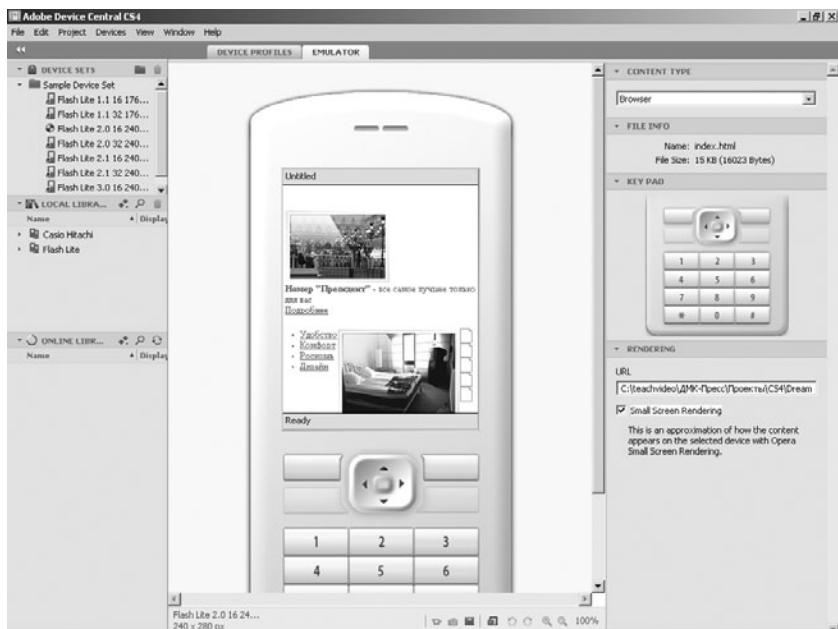 Adobe Device Central CS4
File Edit Project Devices View Window Help
DEVICE PROFILES EMULATOR
DEVICE SETS
Sample Device Set
Flash Lite 1.1 16 176...
Flash Lite 1.1 32 176...
Flash Lite 2.0 16 240...
Flash Lite 2.0 32 240...
Flash Lite 2.1 16 240...
Flash Lite 2.1 32 240...
Flash Lite 3.0 16 240...
LOCAL LIBRA...
Name Display
Casio Hitachi
Flash Lite
ONLINE LIBR...
Name Display
Untitled
Номер "Президент" - все самое лучшее только
для вас
Подробнее
Удобство
Комфорт
Роскошь
Дизайн
Ready
1 2 3
4 5 6
Flash Lite 2.0 16 24...
240 x 280 px
100%
CONTENT TYPE
Browser
FILE INFO
Name: index.html
File Size: 15 KB (16023 Bytes)
KEY PAD
1 2 3
4 5 6
7 8 9
* 0 #
RENDERING
URL
C:\teachvideo\ДМК-Пресс\Проекты\CS4\Dream
Small Screen Rendering
This is an approximation of how the content
appears on the selected device with Opera
Small Screen Rendering.